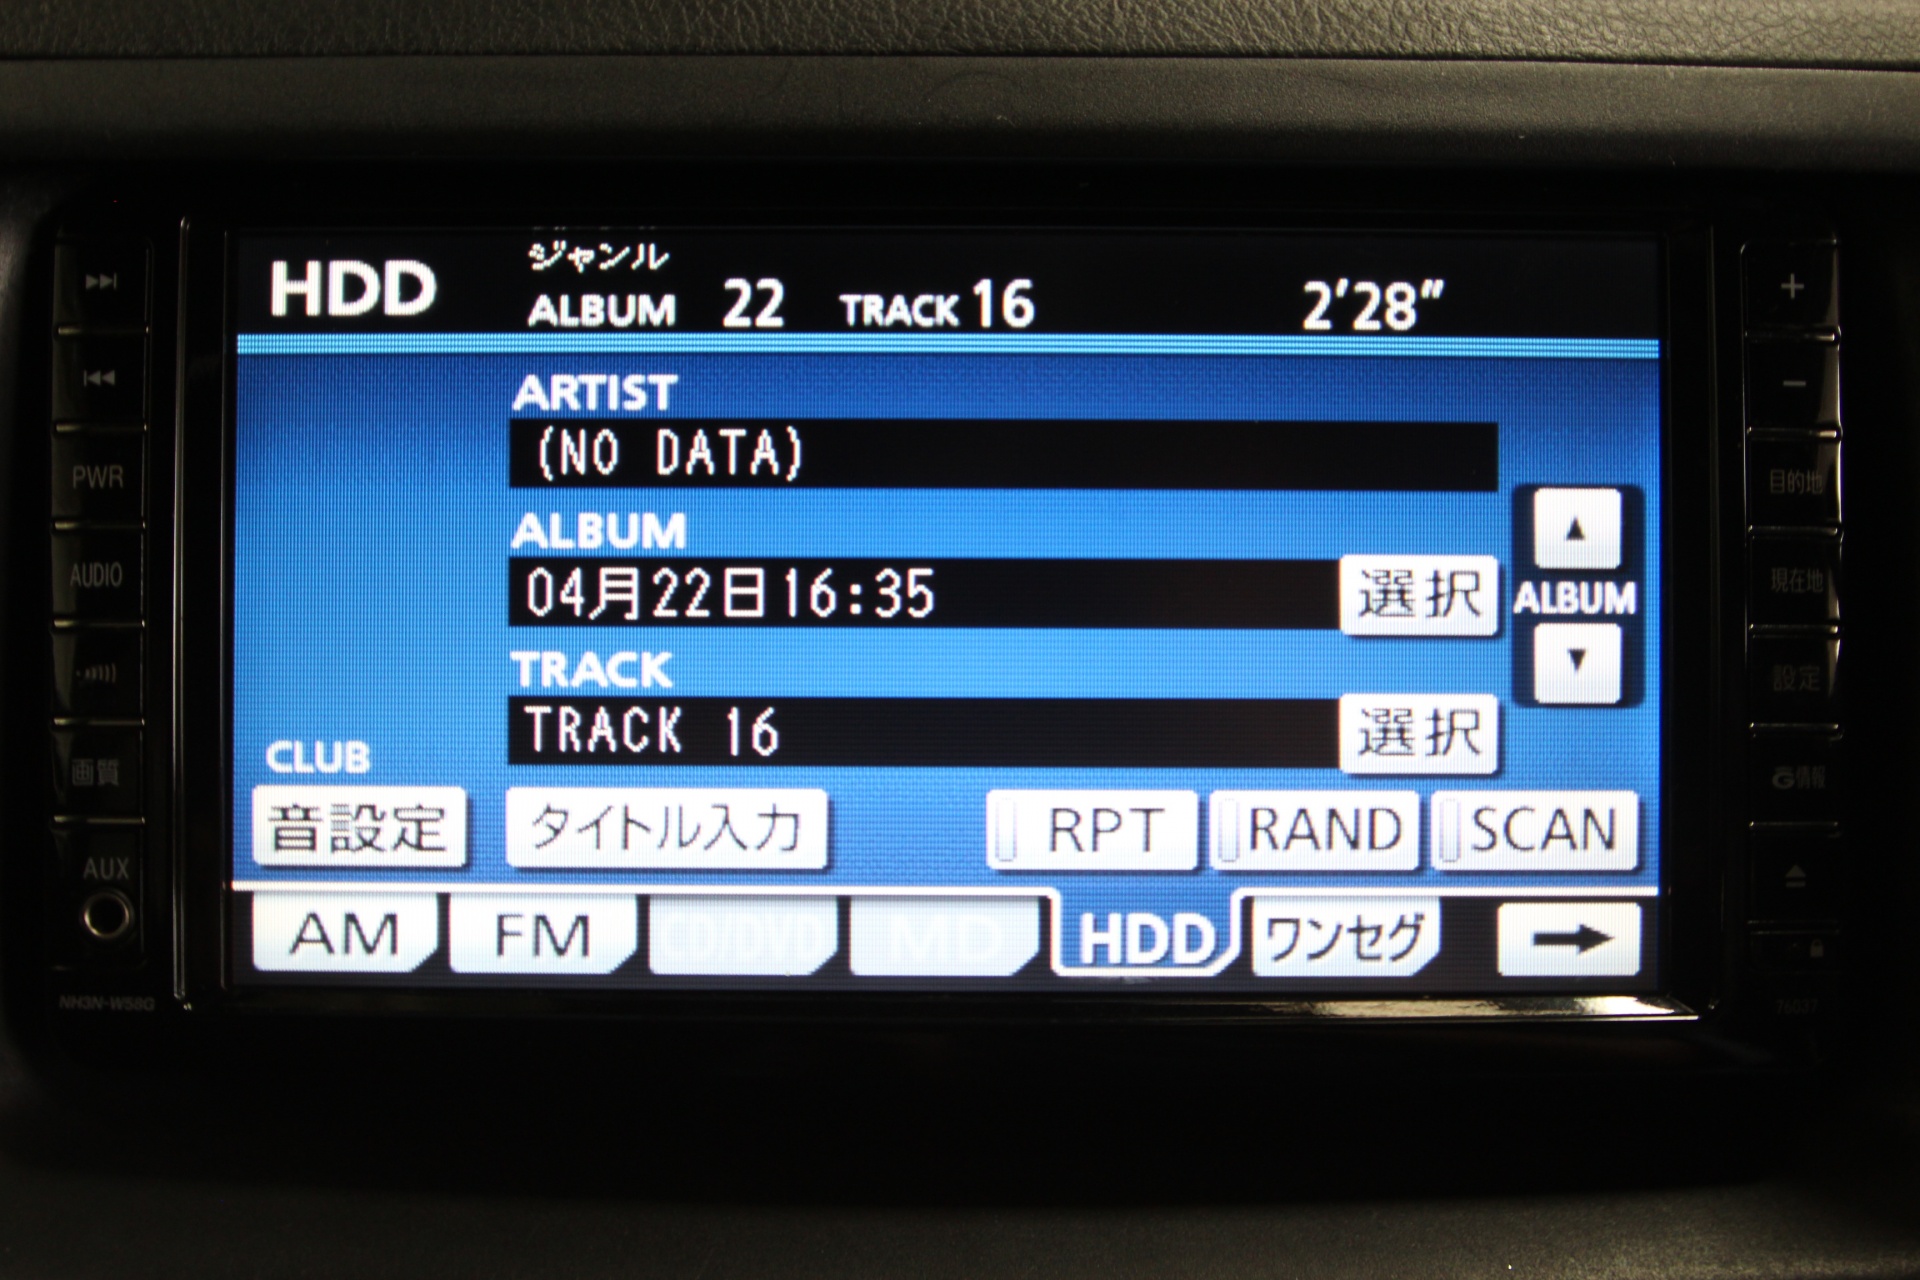 HDD
ジャンル
ALBUM 22 TRACK 16 2'28"
ARTIST
(NO DATA)
ALBUM
04月22日16:35
選択
ALBUM
TRACK
TRACK 16
選択
CLUB
音設定
タイトル入力
RPT
RAND
SCAN
AM
FM
CD/DVD
MD
HDD
ワンセグ
PWR
AUDIO
画質
AUX
NH3N-W58G
目的地
現在地
設定
G情報
76037